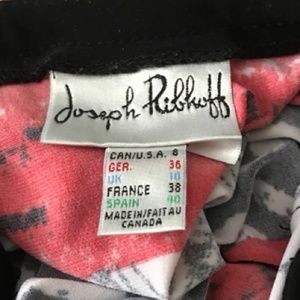 Joseph Ribkoff
CAN/U.S.A. 8
GER. 36
UK 10
FRANCE 38
SPAIN 40
MADE IN/FAIT AU
CANADA